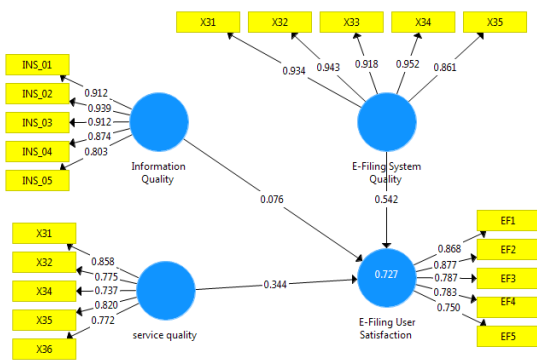 X31
X32
X33
X34
X35
0.934
0.943
0.918
0.952
0.861
INS_01
INS_02
INS_03
INS_04
INS_05
0.912
0.939
0.912
0.874
0.803
Information
Quality
E-Filing System
Quality
0.076
0.542
X31
X32
X34
X35
X36
0.858
0.775
0.737
0.820
0.772
service quality
0.344
0.727
E-Filing User
Satisfaction
0.868
0.877
0.787
0.783
0.750
EF1
EF2
EF3
EF4
EF5